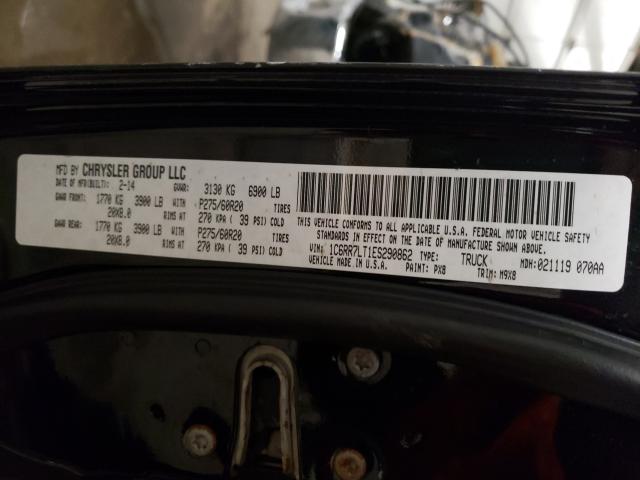 MFD BY CHRYSLER GROUP LLC
DATE OF MFR(BUILT): 2-14 GVWR: 3130 KG 6900 LB
GAWR FRONT: 1770 KG 3900 LB WITH P275/60R20 TIRES
20X8.0 RIMS AT 270 KPA ( 39 PSI) COLD
GAWR REAR: 1770 KG 3900 LB WITH P275/60R20 TIRES
20X8.0 RIMS AT 270 KPA ( 39 PSI) COLD
THIS VEHICLE CONFORMS TO ALL APPLICABLE U.S.A. FEDERAL MOTOR VEHICLE SAFETY
STANDARDS IN EFFECT ON THE DATE OF MANUFACTURE SHOWN ABOVE.
VIN: 1C6RR7LT1ES290862 TYPE: TRUCK MDH:021119 070AA
VEHICLE MADE IN U.S.A. PAINT: PX8 TRIM: M9X8